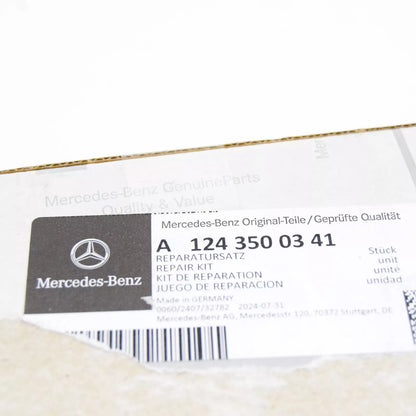 Mercedes-Benz GenuineParts
Quality & Value
Mercedes-Benz Original-Teile/Geprüfte Qualität
A 124 350 03 41
REPARATURSATZ
REPAIR KIT
KIT DE REPARATION
JUEGO DE REPARACION
Stück
unit
unité
unidad
Made in GERMANY
0060/2407/32782 2024-07-31
Mercedes-Benz AG, Mercedesstr 120, 70372 Stuttgart, DE
Mercedes-Benz